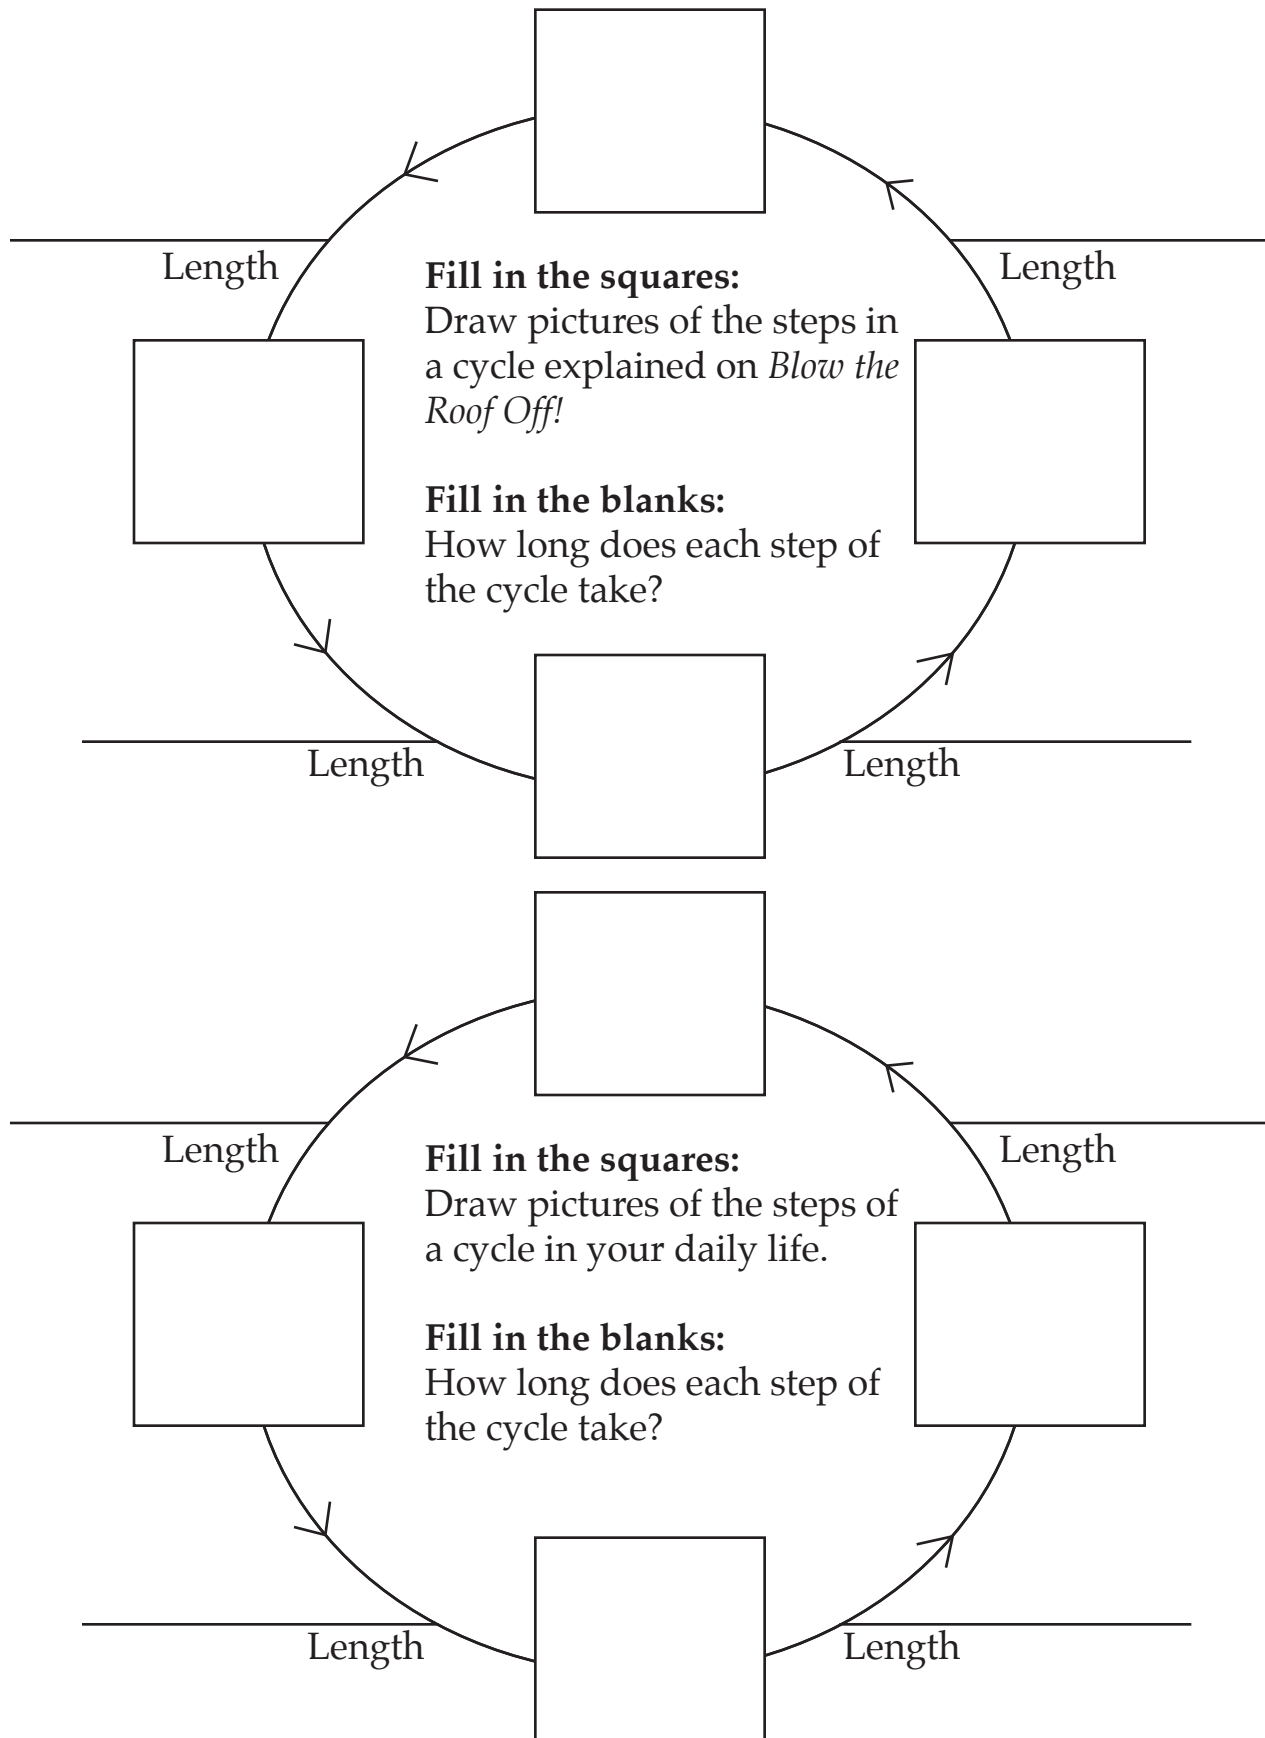 Length
Length
Fill in the squares:
Draw pictures of the steps in
a cycle explained on Blow the
Roof Off!
Fill in the blanks:
How long does each step of
the cycle take?
Length
Length
Length
Length
Fill in the squares:
Draw pictures of the steps of
a cycle in your daily life.
Fill in the blanks:
How long does each step of
the cycle take?
Length
Length